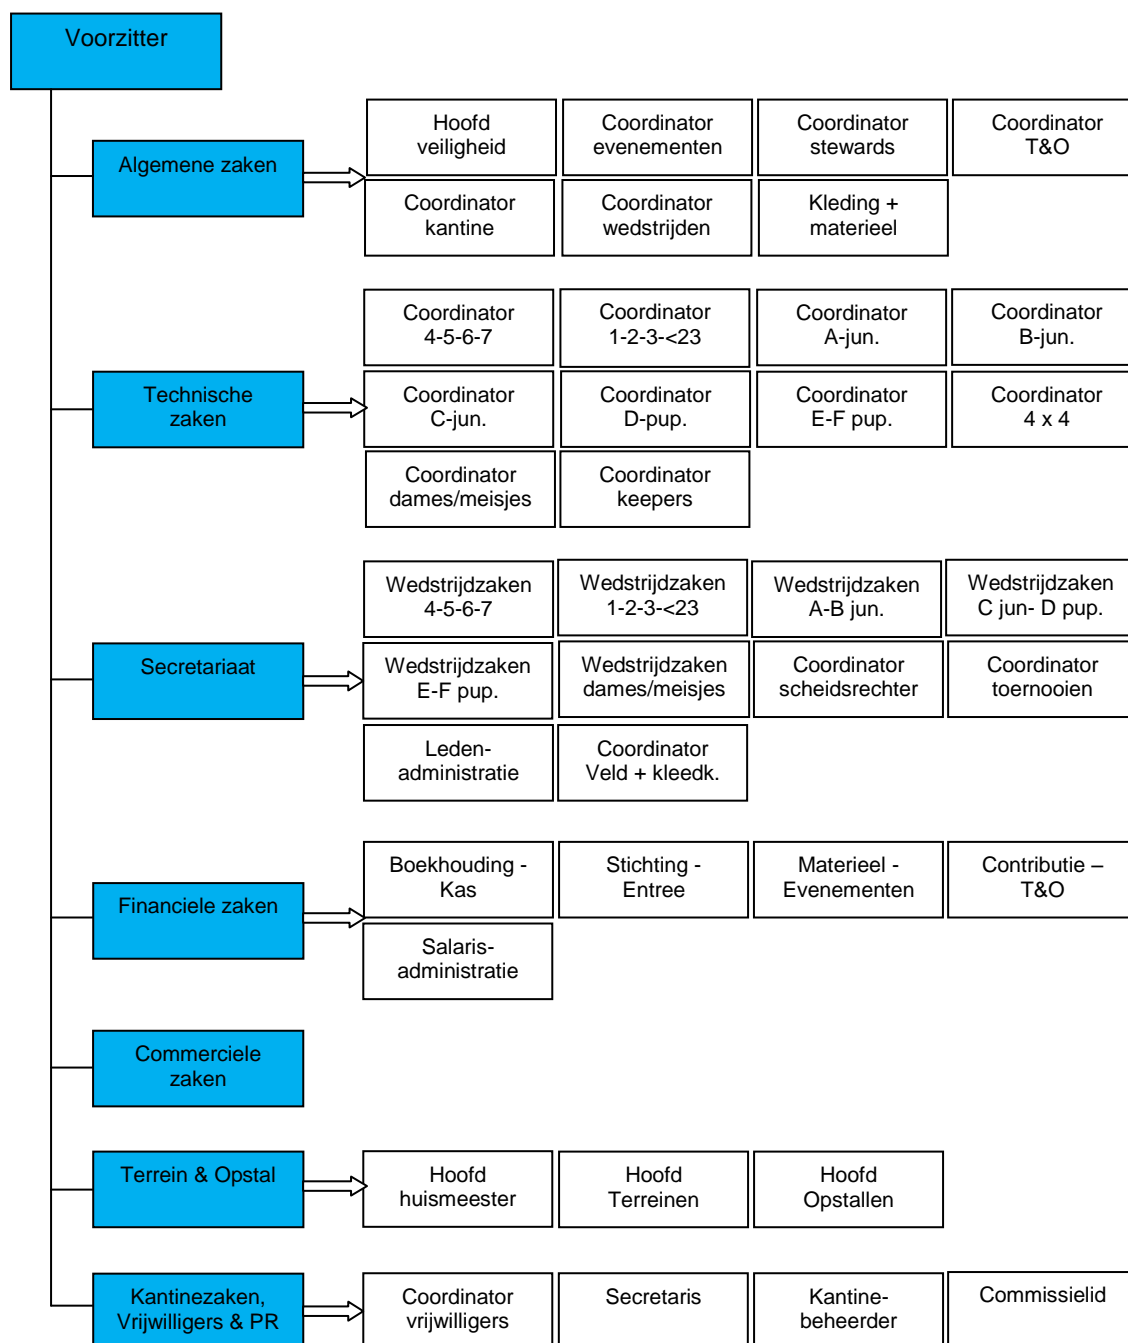 Voorzitter
Algemene zaken
Hoofd
veiligheid
Coordinator
evenementen
Coordinator
stewards
Coordinator
T&O
Coordinator
kantine
Coordinator
wedstrijden
Kleding +
materieel
Technische
zaken
Coordinator
4-5-6-7
Coordinator
1-2-3-<23
Coordinator
A-jun.
Coordinator
B-jun.
Coordinator
C-jun.
Coordinator
D-pup.
Coordinator
E-F pup.
Coordinator
4 x 4
Coordinator
dames/meisjes
Coordinator
keepers
Secretariaat
Wedstrijdzaken
4-5-6-7
Wedstrijdzaken
1-2-3-<23
Wedstrijdzaken
A-B jun.
Wedstrijdzaken
C jun- D pup.
Wedstrijdzaken
E-F pup.
Wedstrijdzaken
dames/meisjes
Coordinator
scheidsrechter
Coordinator
toernooien
Leden-
administratie
Coordinator
Veld + kleedk.
Financiele zaken
Boekhouding -
Kas
Stichting -
Entree
Materieel -
Evenementen
Contributie –
T&O
Salaris-
administratie
Commerciele
zaken
Terrein & Opstal
Hoofd
huismeester
Hoofd
Terreinen
Hoofd
Opstallen
Kantinezaken,
Vrijwilligers & PR
Coordinator
vrijwilligers
Secretaris
Kantine-
beheerder
Commissielid